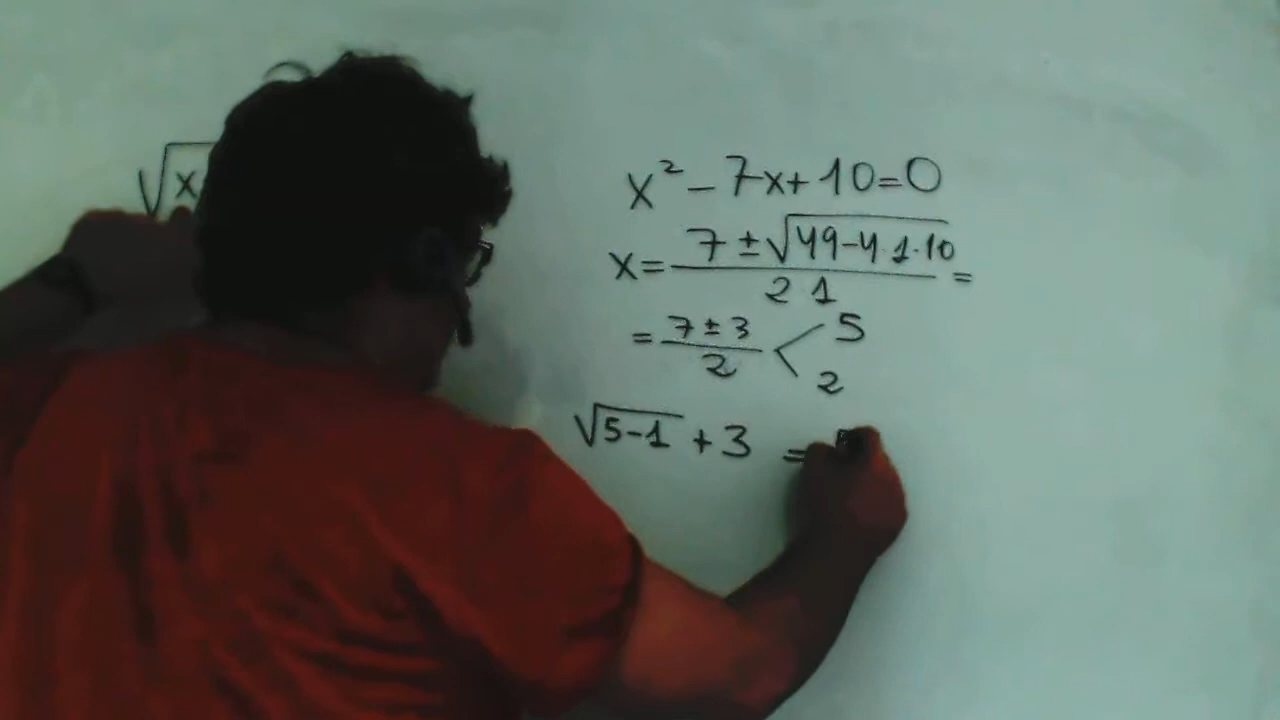 √x
x² - 7x + 10 = 0
x = (7 ± √(49 - 4·1·10)) / (2 1) =
= (7 ± 3) / 2 < 5
2
√(5 - 1) + 3 =